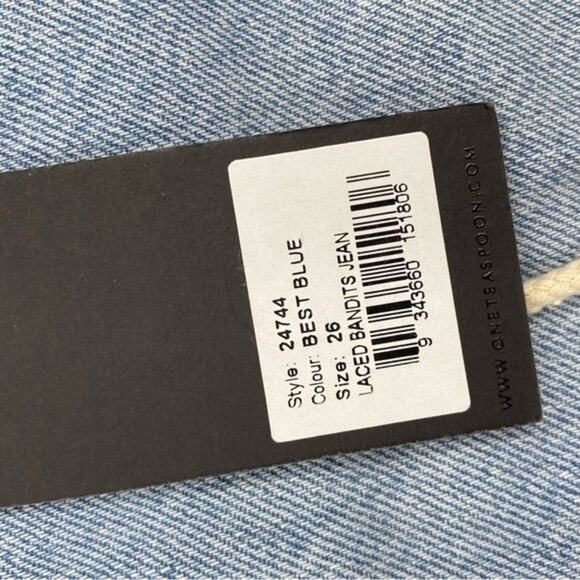 Style: 24744
Colour: BEST BLUE
Size: 26
LACED BANDITS JEAN
9 343660 151806
WWW.ONETEASPOON.COM